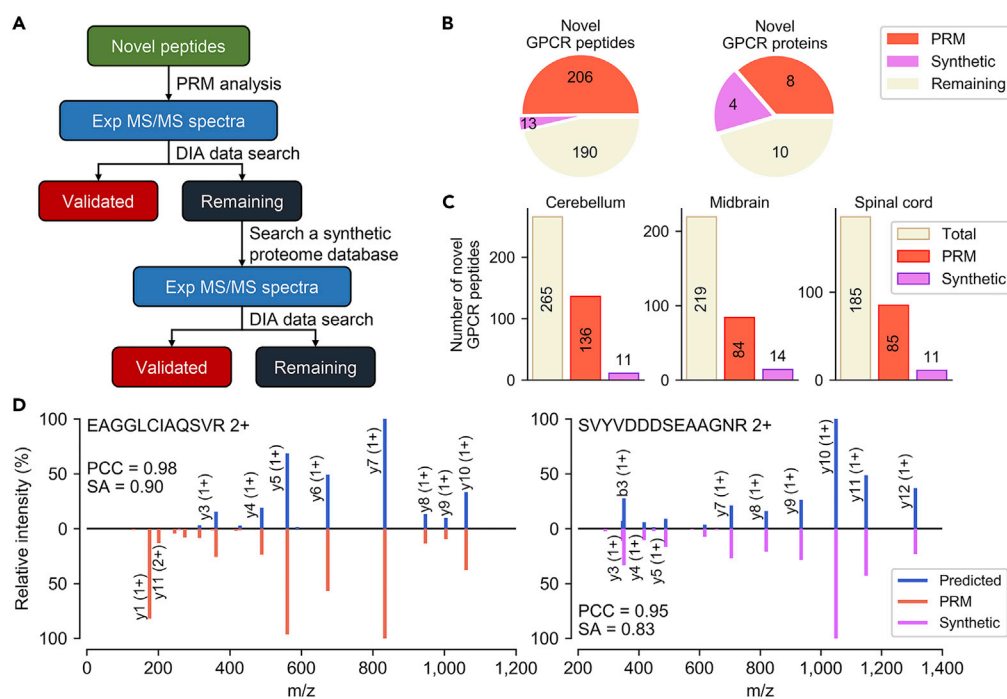 A
Novel peptides
PRM analysis
Exp MS/MS spectra
DIA data search
Validated
Remaining
Search a synthetic
proteome database
Exp MS/MS spectra
DIA data search
Validated
Remaining
B
Novel
GPCR peptides
206
13
190
Novel
GPCR proteins
8
4
10
PRM
Synthetic
Remaining
C
Number of novel
GPCR peptides
Cerebellum
200
0
265
136
11
Midbrain
200
100
0
219
84
14
Spinal cord
100
0
185
85
11
Total
PRM
Synthetic
D
Relative intensity (%)
100
50
0
50
100
EAGGLCIAQSVR 2+
PCC = 0.98
SA = 0.90
y1 (1+)
y11 (2+)
y3 (1+)
y4 (1+)
y5 (1+)
y6 (1+)
y7 (1+)
y8 (1+)
y9 (1+)
y10 (1+)
0
200
400
600
800
1,000
1,200
m/z
100
50
0
50
100
SVYVDDDSEAAGNR 2+
b3 (1+)
y3 (1+)
y4 (1+)
y5 (1+)
y7 (1+)
y8 (1+)
y9 (1+)
y10 (1+)
y11 (1+)
y12 (1+)
PCC = 0.95
SA = 0.83
Predicted
PRM
Synthetic
200
400
600
800
1,000
1,200
1,400
m/z